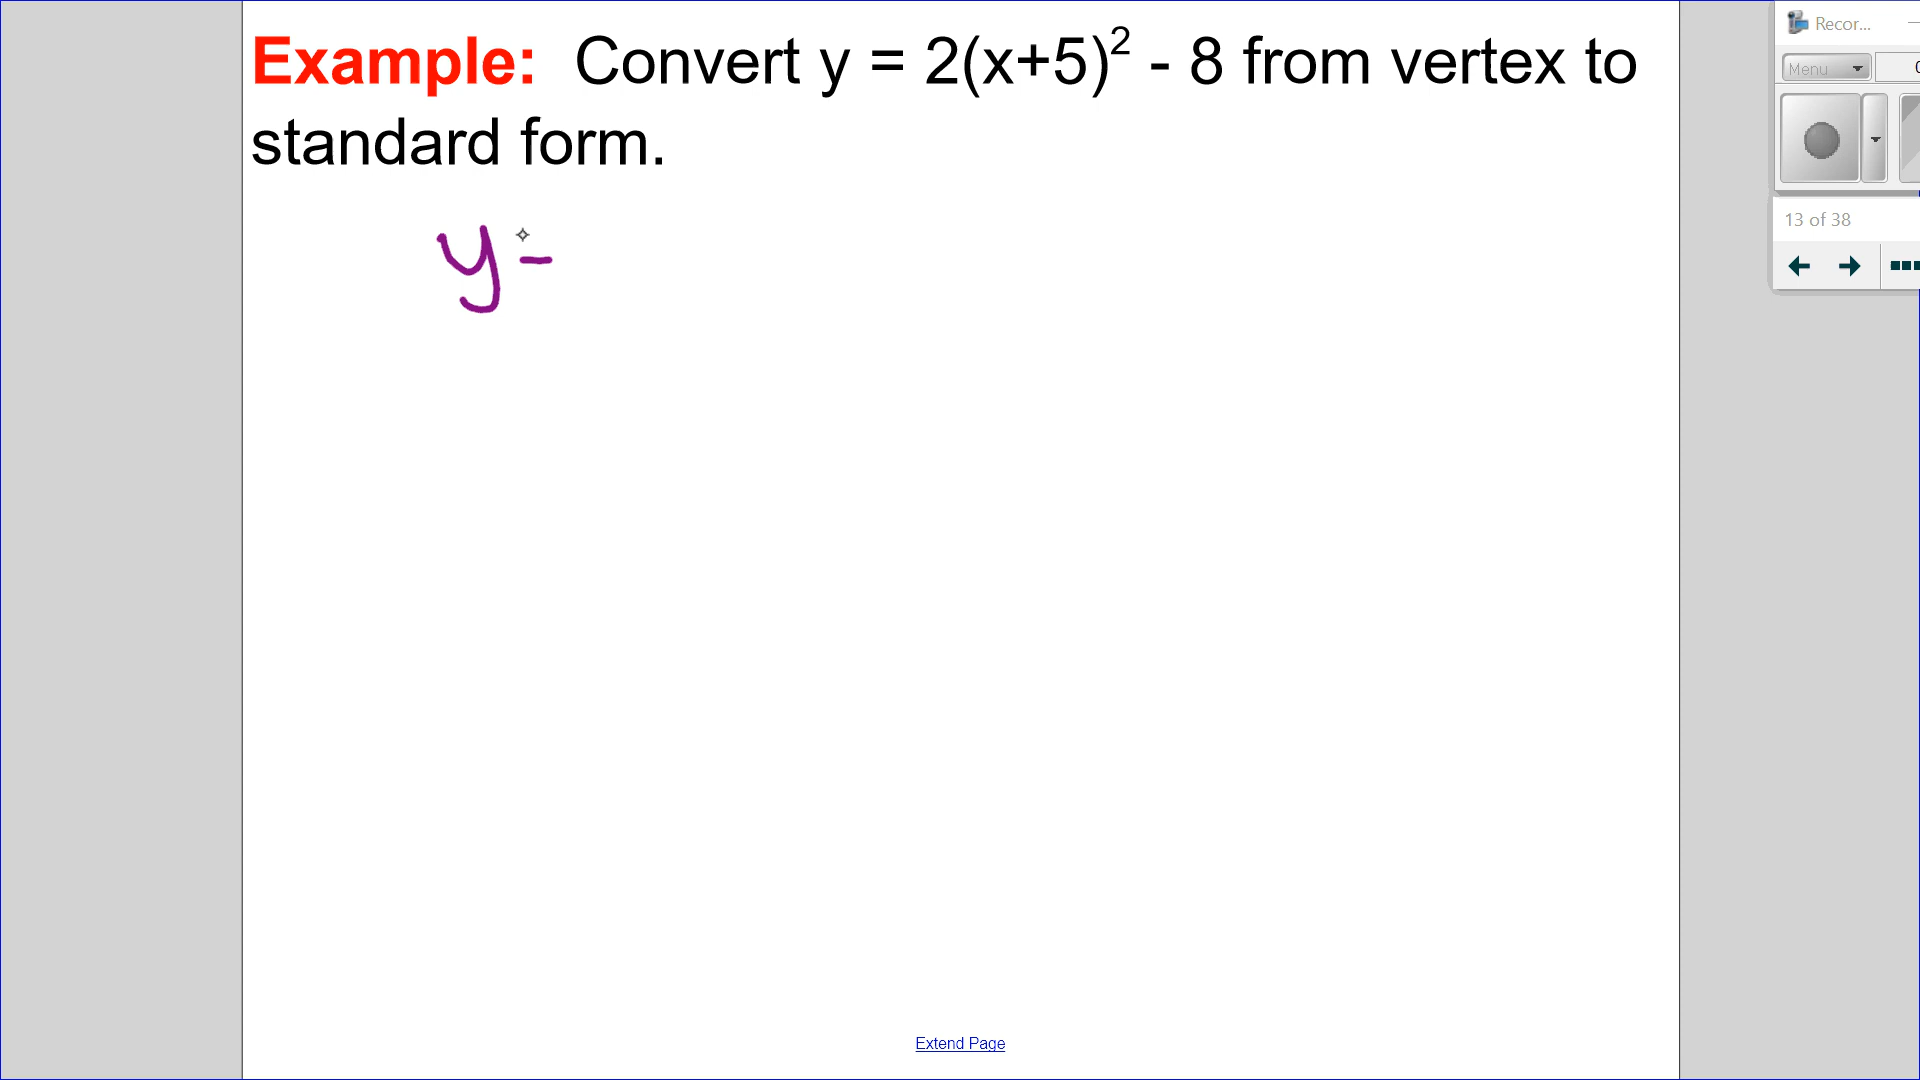 Example: Convert y = 2(x+5)² - 8 from vertex to
standard form.
y -
Recor...
Menu
13 of 38
Extend Page